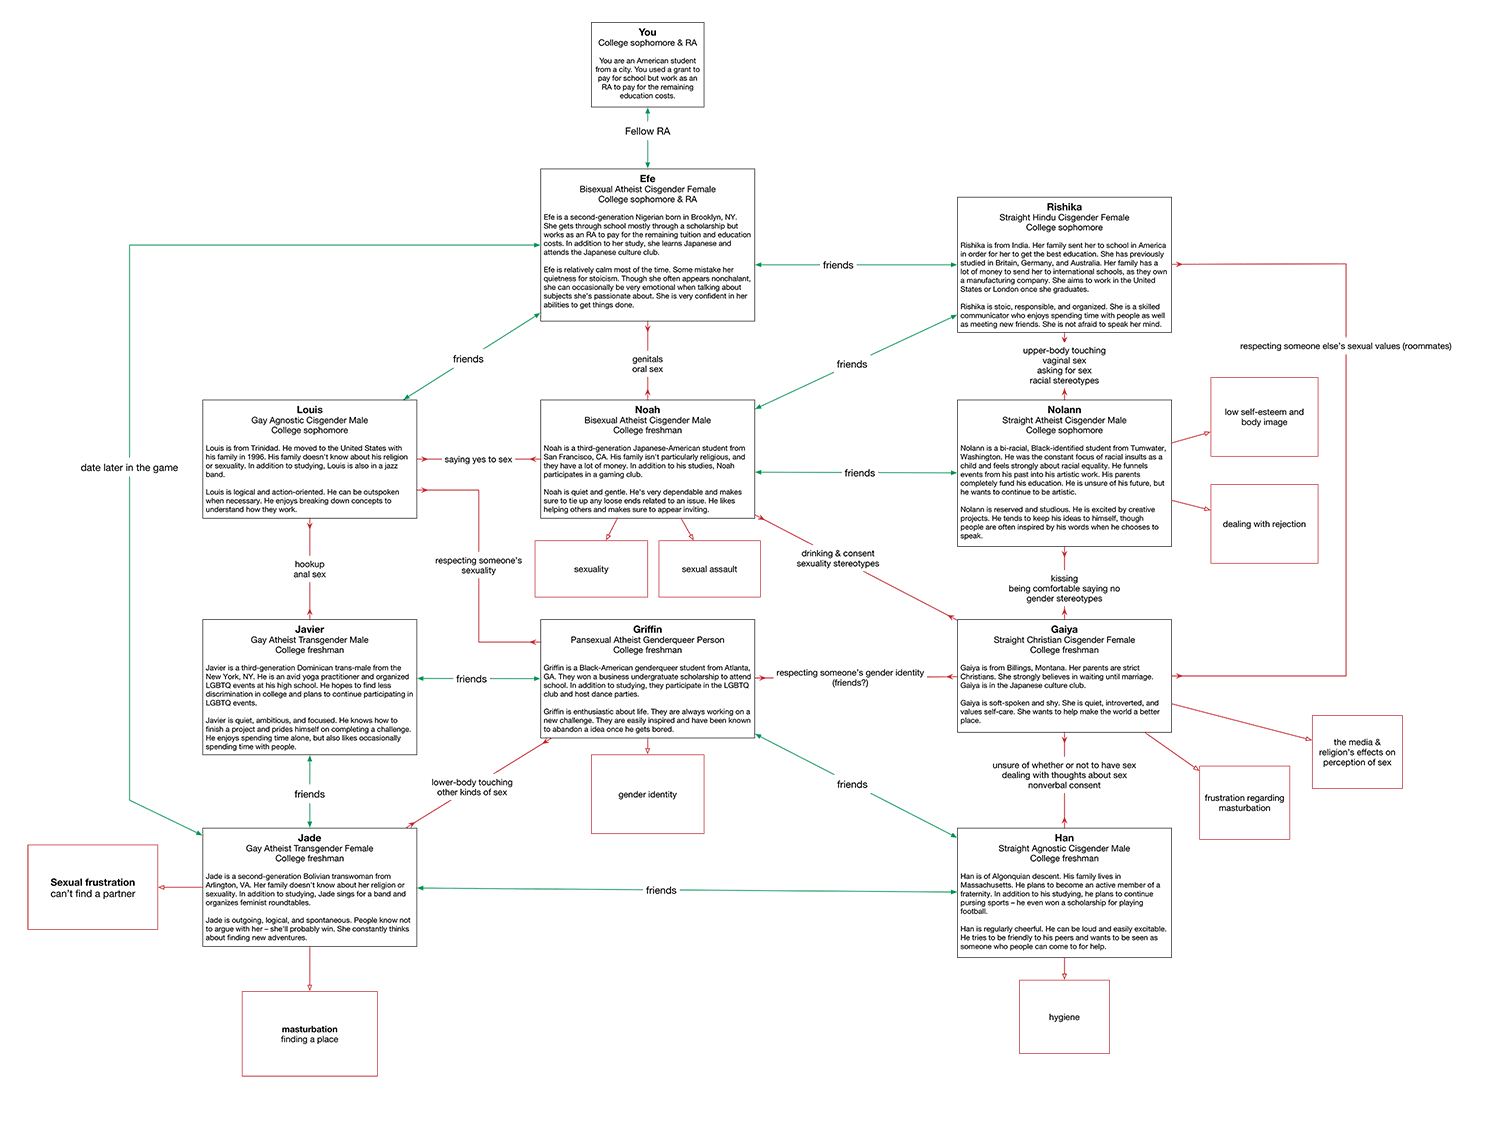 You
College sophomore & RA
You are an American student
from a city. You used a grant to
pay for school but work as an
RA to pay for the remaining
education costs.
Fellow RA
Efe
Bisexual Atheist Cisgender Female
College sophomore & RA
Efe is a second-generation Nigerian born in Brooklyn, NY.
She gets through school mostly through a scholarship but
works as an RA to pay for the remaining tuition and education
costs. In addition to her study, she learns Japanese and
attends the Japanese culture club.
Efe is relatively calm most of the time. Some mistake her
quietness for stoicism. Though she often appears nonchalant,
she can occasionally be very emotional when talking about
subjects she's passionate about. She is very confident in her
abilities to get things done.
friends
Rishika
Straight Hindu Cisgender Female
College sophomore
Rishika is from India. Her family sent her to school in America
in order for her to get the best education. She has previously
studied in Britain, Germany, and Australia. Her family has a
lot of money to send her to international schools, as they own
a manufacturing company. She aims to work in the United
States or London once she graduates.
Rishika is stoic, responsible, and organized. She is a skilled
communicator who enjoys spending time with people as well
as meeting new friends. She is not afraid to speak her mind.
respecting someone else's sexual values (roommates)
friends
genitals
oral sex
friends
upper-body touching
vaginal sex
asking for sex
racial stereotypes
date later in the game
Louis
Gay Agnostic Cisgender Male
College sophomore
Louis is from Trinidad. He moved to the United States with
his family in 1996. His family doesn't know about his religion
or sexuality. In addition to studying, Louis is also in a jazz
band.
Louis is logical and action-oriented. He can be outspoken
when necessary. He enjoys breaking down concepts to
understand how they work.
saying yes to sex
Noah
Bisexual Atheist Cisgender Male
College freshman
Noah is a third-generation Japanese-American student from
San Francisco, CA. His family isn't particularly religious, and
they have a lot of money. In addition to his studies, Noah
participates in a gaming club.
Noah is quiet and gentle. He's very dependable and makes
sure to tie up any loose ends related to an issue. He likes
helping others and makes sure to appear inviting.
friends
Nolann
Straight Atheist Cisgender Male
College sophomore
Nolann is a bi-racial, Black-identified student from Tumwater,
Washington. He was the constant focus of racial insults as a
child and feels strongly about racial equality. He funnels
events from his past into his artistic work. His parents
completely fund his education. He is unsure of his future, but
he wants to continue to be artistic.
Nolann is reserved and studious. He is excited by creative
projects. He tends to keep his ideas to himself, though
people are often inspired by his words when he chooses to
speak.
low self-esteem and
body image
dealing with rejection
hookup
anal sex
respecting someone's
sexuality
sexuality
sexual assault
drinking & consent
sexuality stereotypes
kissing
being comfortable saying no
gender stereotypes
Javier
Gay Atheist Transgender Male
College freshman
Javier is a third-generation Dominican trans-male from the
New York, NY. He is an avid yoga practitioner and organized
LGBTQ events at his high school. He hopes to find less
discrimination in college and plans to continue participating in
LGBTQ events.
Javier is quiet, ambitious, and focused. He knows how to
finish a project and prides himself on completing a challenge.
He enjoys spending time alone, but also likes occasionally
spending time with people.
friends
Griffin
Pansexual Atheist Genderqueer Person
College freshman
Griffin is a Black-American genderqueer student from Atlanta,
GA. They won a business undergraduate scholarship to attend
school. In addition to studying, they participate in the LGBTQ
club and host dance parties.
Griffin is enthusiastic about life. They are always working on a
new challenge. They are easily inspired and have been known
to abandon a idea once he gets bored.
respecting someone's gender identity
(friends?)
Gaiya
Straight Christian Cisgender Female
College freshman
Gaiya is from Billings, Montana. Her parents are strict
Christians. She strongly believes in waiting until marriage.
Gaiya is in the Japanese culture club.
Gaiya is soft-spoken and shy. She is quiet, introverted, and
values self-care. She wants to help make the world a better
place.
the media &
religion's effects on
perception of sex
frustration regarding
masturbation
friends
lower-body touching
other kinds of sex
gender identity
friends
unsure of whether or not to have sex
dealing with thoughts about sex
nonverbal consent
Sexual frustration
can't find a partner
Jade
Gay Atheist Transgender Female
College freshman
Jade is a second-generation Bolivian transwoman from
Arlington, VA. Her family doesn't know about her religion or
sexuality. In addition to studying, Jade sings for a band and
organizes feminist roundtables.
Jade is outgoing, logical, and spontaneous. People know not
to argue with her – she'll probably win. She constantly thinks
about finding new adventures.
friends
Han
Straight Agnostic Cisgender Male
College freshman
Han is of Algonquian descent. His family lives in
Massachusetts. He plans to become an active member of a
fraternity. In addition to his studying, he plans to continue
pursing sports – he even won a scholarship for playing
football.
Han is regularly cheerful. He can be loud and easily excitable.
He tries to be friendly to his peers and wants to be seen as
someone who people can come to for help.
masturbation
finding a place
hygiene